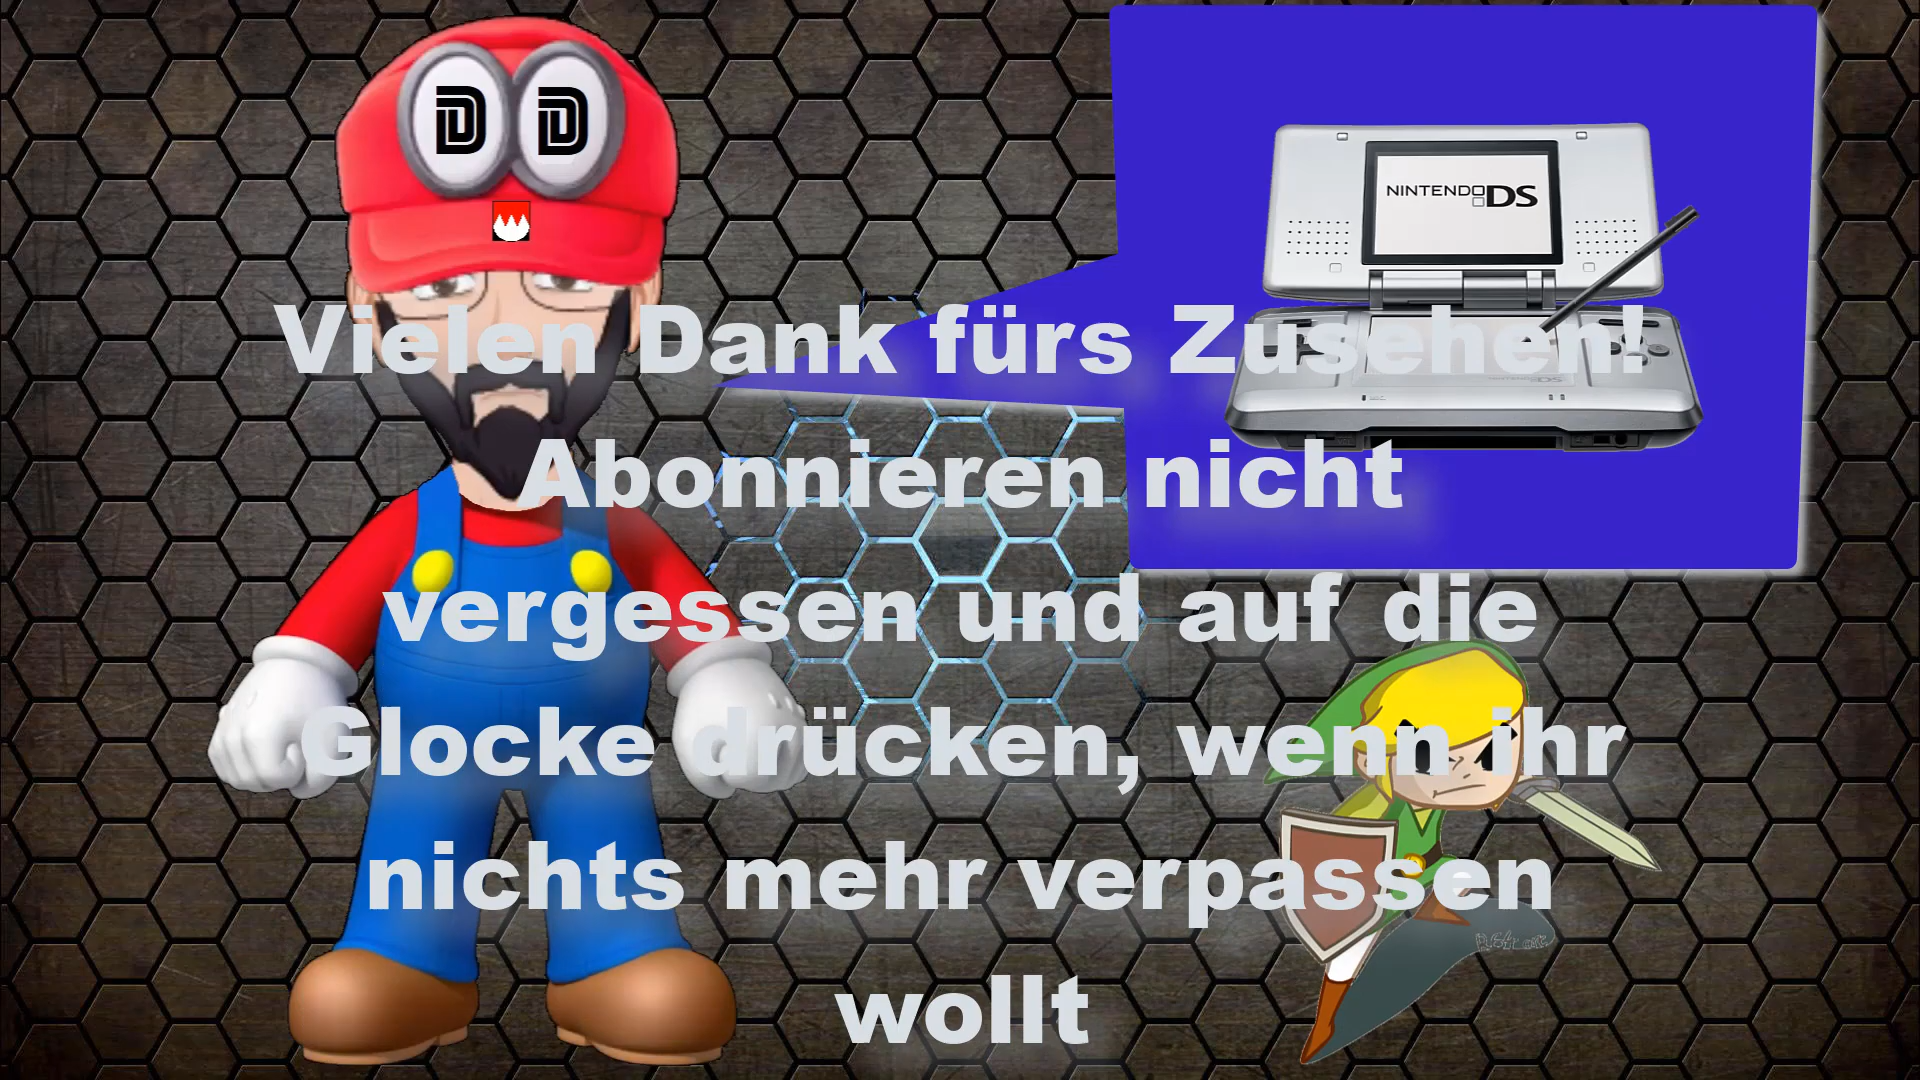 D D
NINTENDO DS
Vielen Dank fürs Zusehen!
Abonnieren nicht
vergessen und auf die
Glocke drücken, wenn ihr
nichts mehr verpassen
wollt